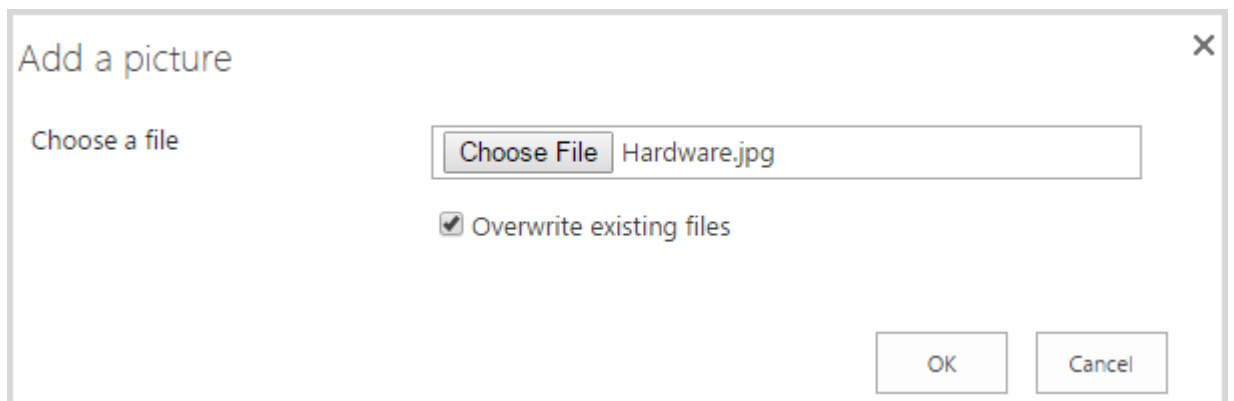 Add a picture
Choose a file
Choose File Hardware.jpg
Overwrite existing files
OK Cancel